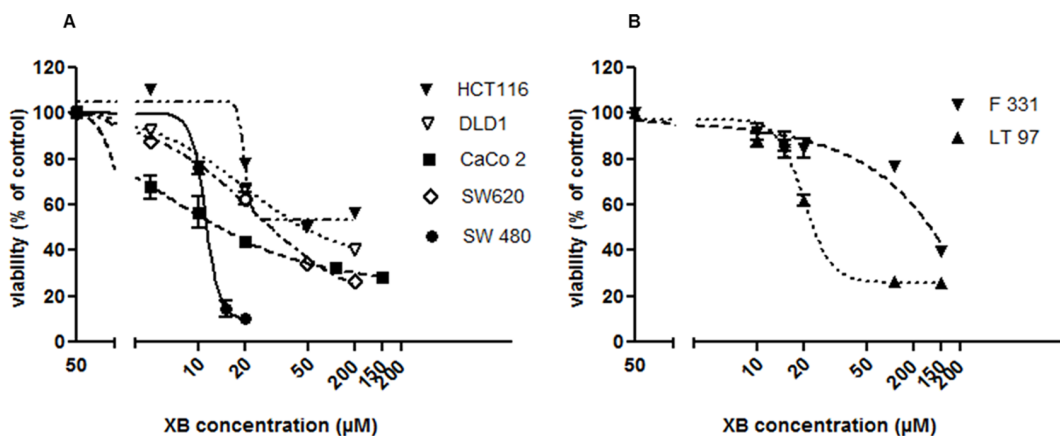 A
viability (% of control)
120
100
80
60
40
20
0
50
10
20
50
200
150
200
XB concentration (µM)
HCT116
DLD1
CaCo 2
SW620
SW 480
B
viability (% of control)
120
100
80
60
40
20
0
50
10
20
50
200
150
200
XB concentration (µM)
F 331
LT 97